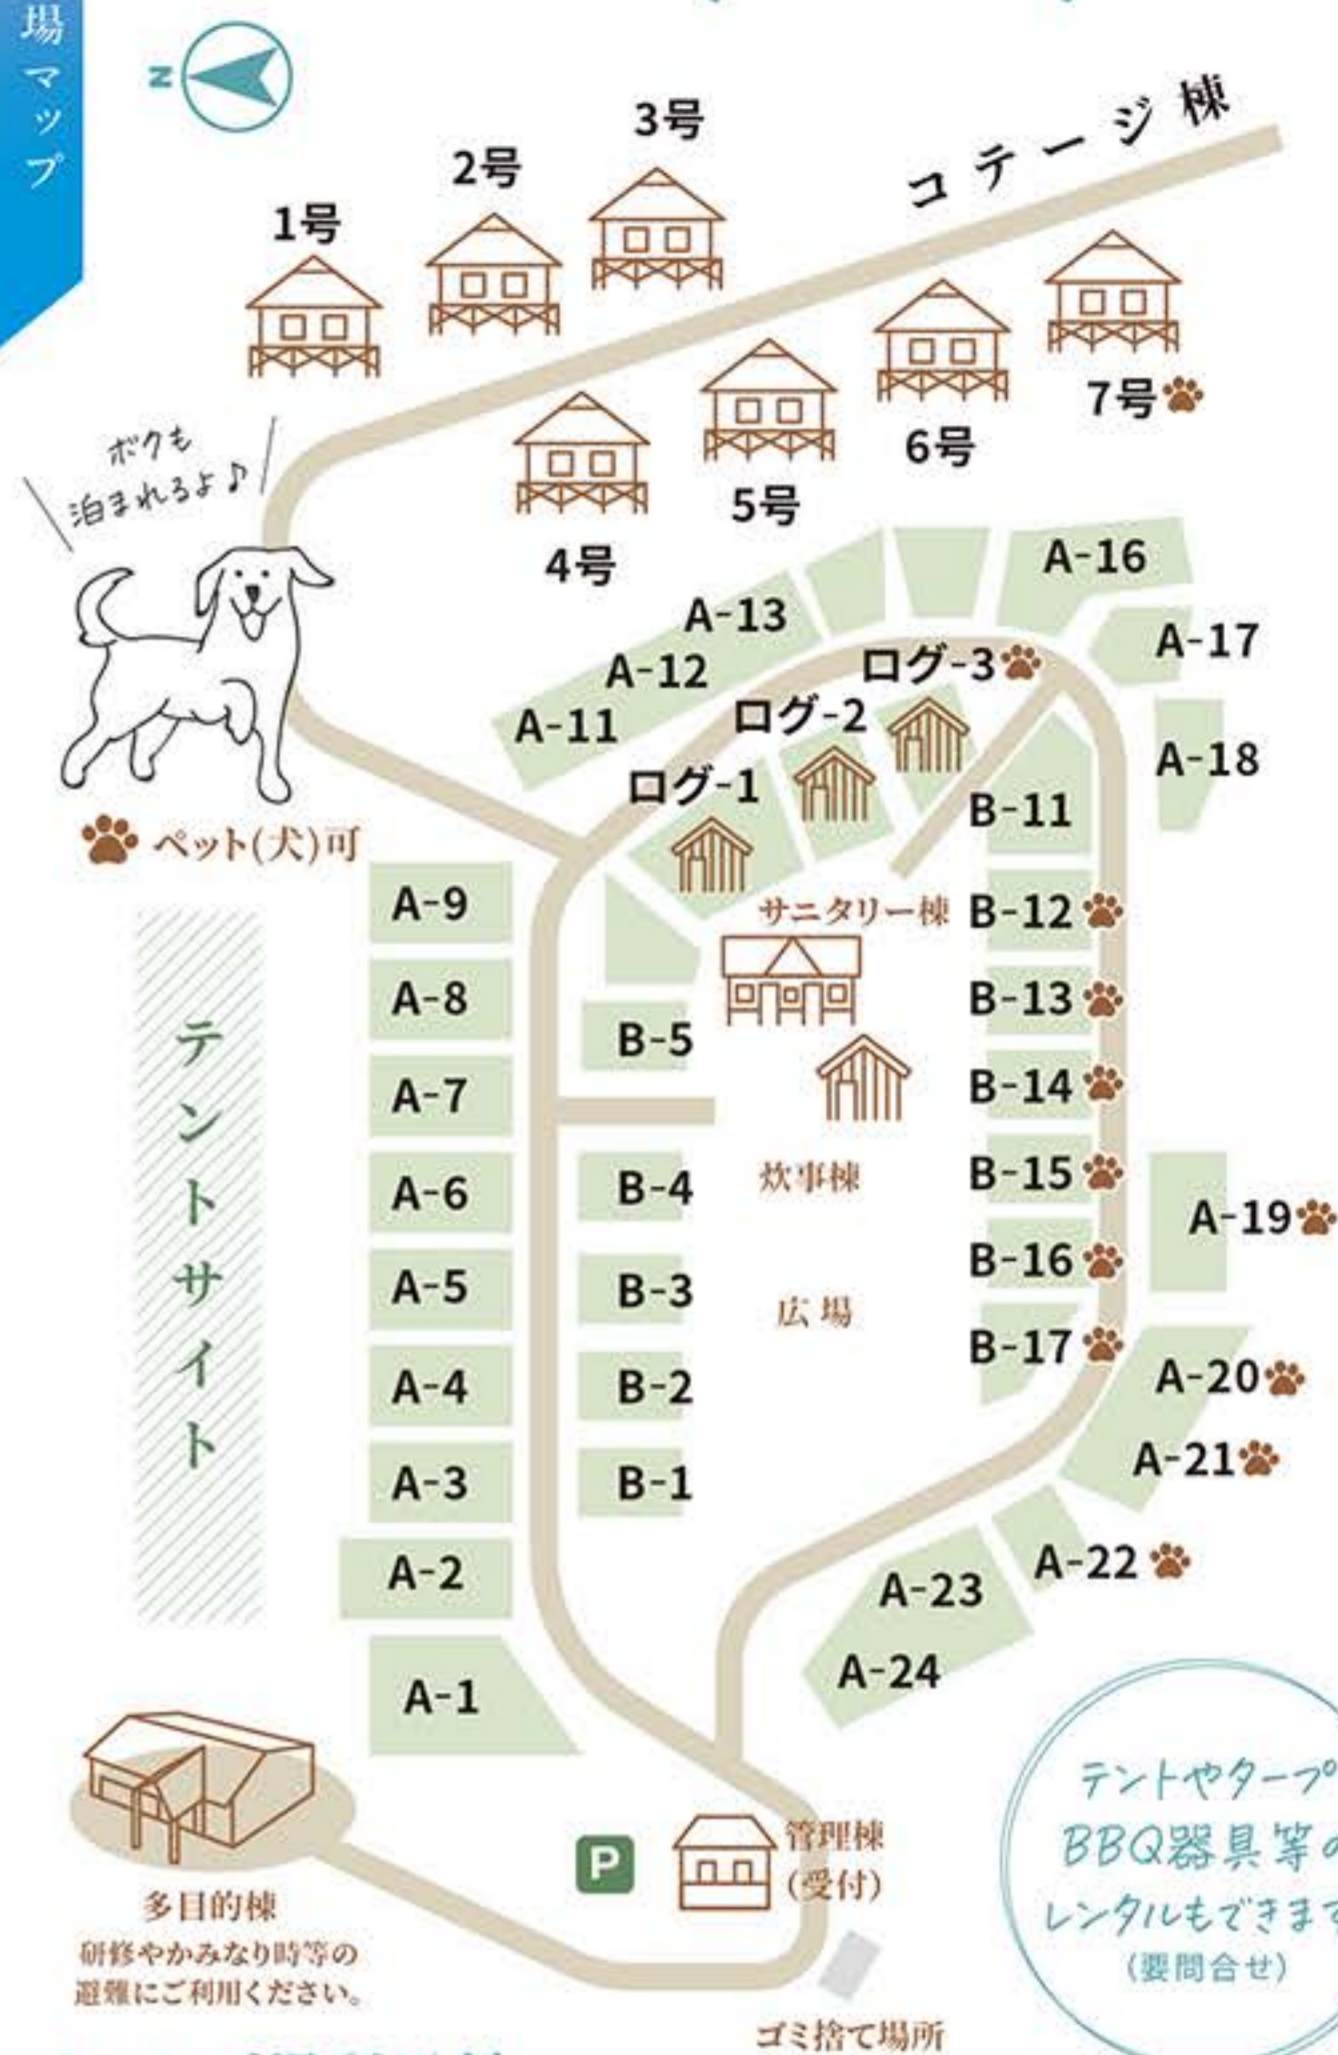 場マップ
N
コテージ棟
3号
2号
1号
7号
6号
5号
4号
ボクも
泊まれるよ♪
ペット(犬)可
A-16
A-13
A-17
ログ-3
A-12
ログ-2
A-11
A-18
ログ-1
B-11
A-9
サニタリー棟
B-12
A-8
B-13
B-5
A-7
B-14
テントサイト
A-6
B-4
炊事棟
B-15
A-19
A-5
B-3
広場
B-16
A-4
B-2
B-17
A-20
A-3
B-1
A-21
A-2
A-22
A-23
A-1
A-24
P
管理棟
(受付)
多目的棟
研修やかみなり時等の
避難にご利用ください。
ゴミ捨て場所
テントやタープ
BBQ器具等の
レンタルもできます
(要問合せ)